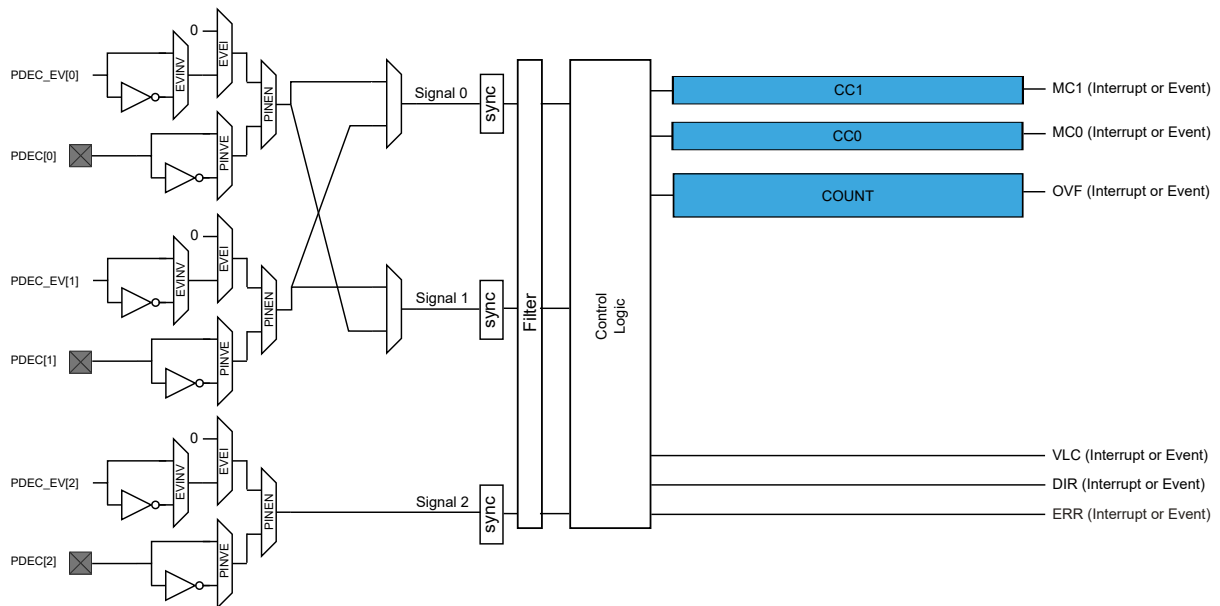 PDEC_EV[0]
EVINV
0
EVEI
PDEC[0]
PINVE
PINEN
Signal 0
sync
PDEC_EV[1]
EVINV
0
EVEI
PDEC[1]
PINVE
PINEN
Signal 1
sync
PDEC_EV[2]
EVINV
0
EVEI
PDEC[2]
PINVE
PINEN
Signal 2
sync
Filter
Control
Logic
CC1
MC1 (Interrupt or Event)
CC0
MC0 (Interrupt or Event)
COUNT
OVF (Interrupt or Event)
VLC (Interrupt or Event)
DIR (Interrupt or Event)
ERR (Interrupt or Event)